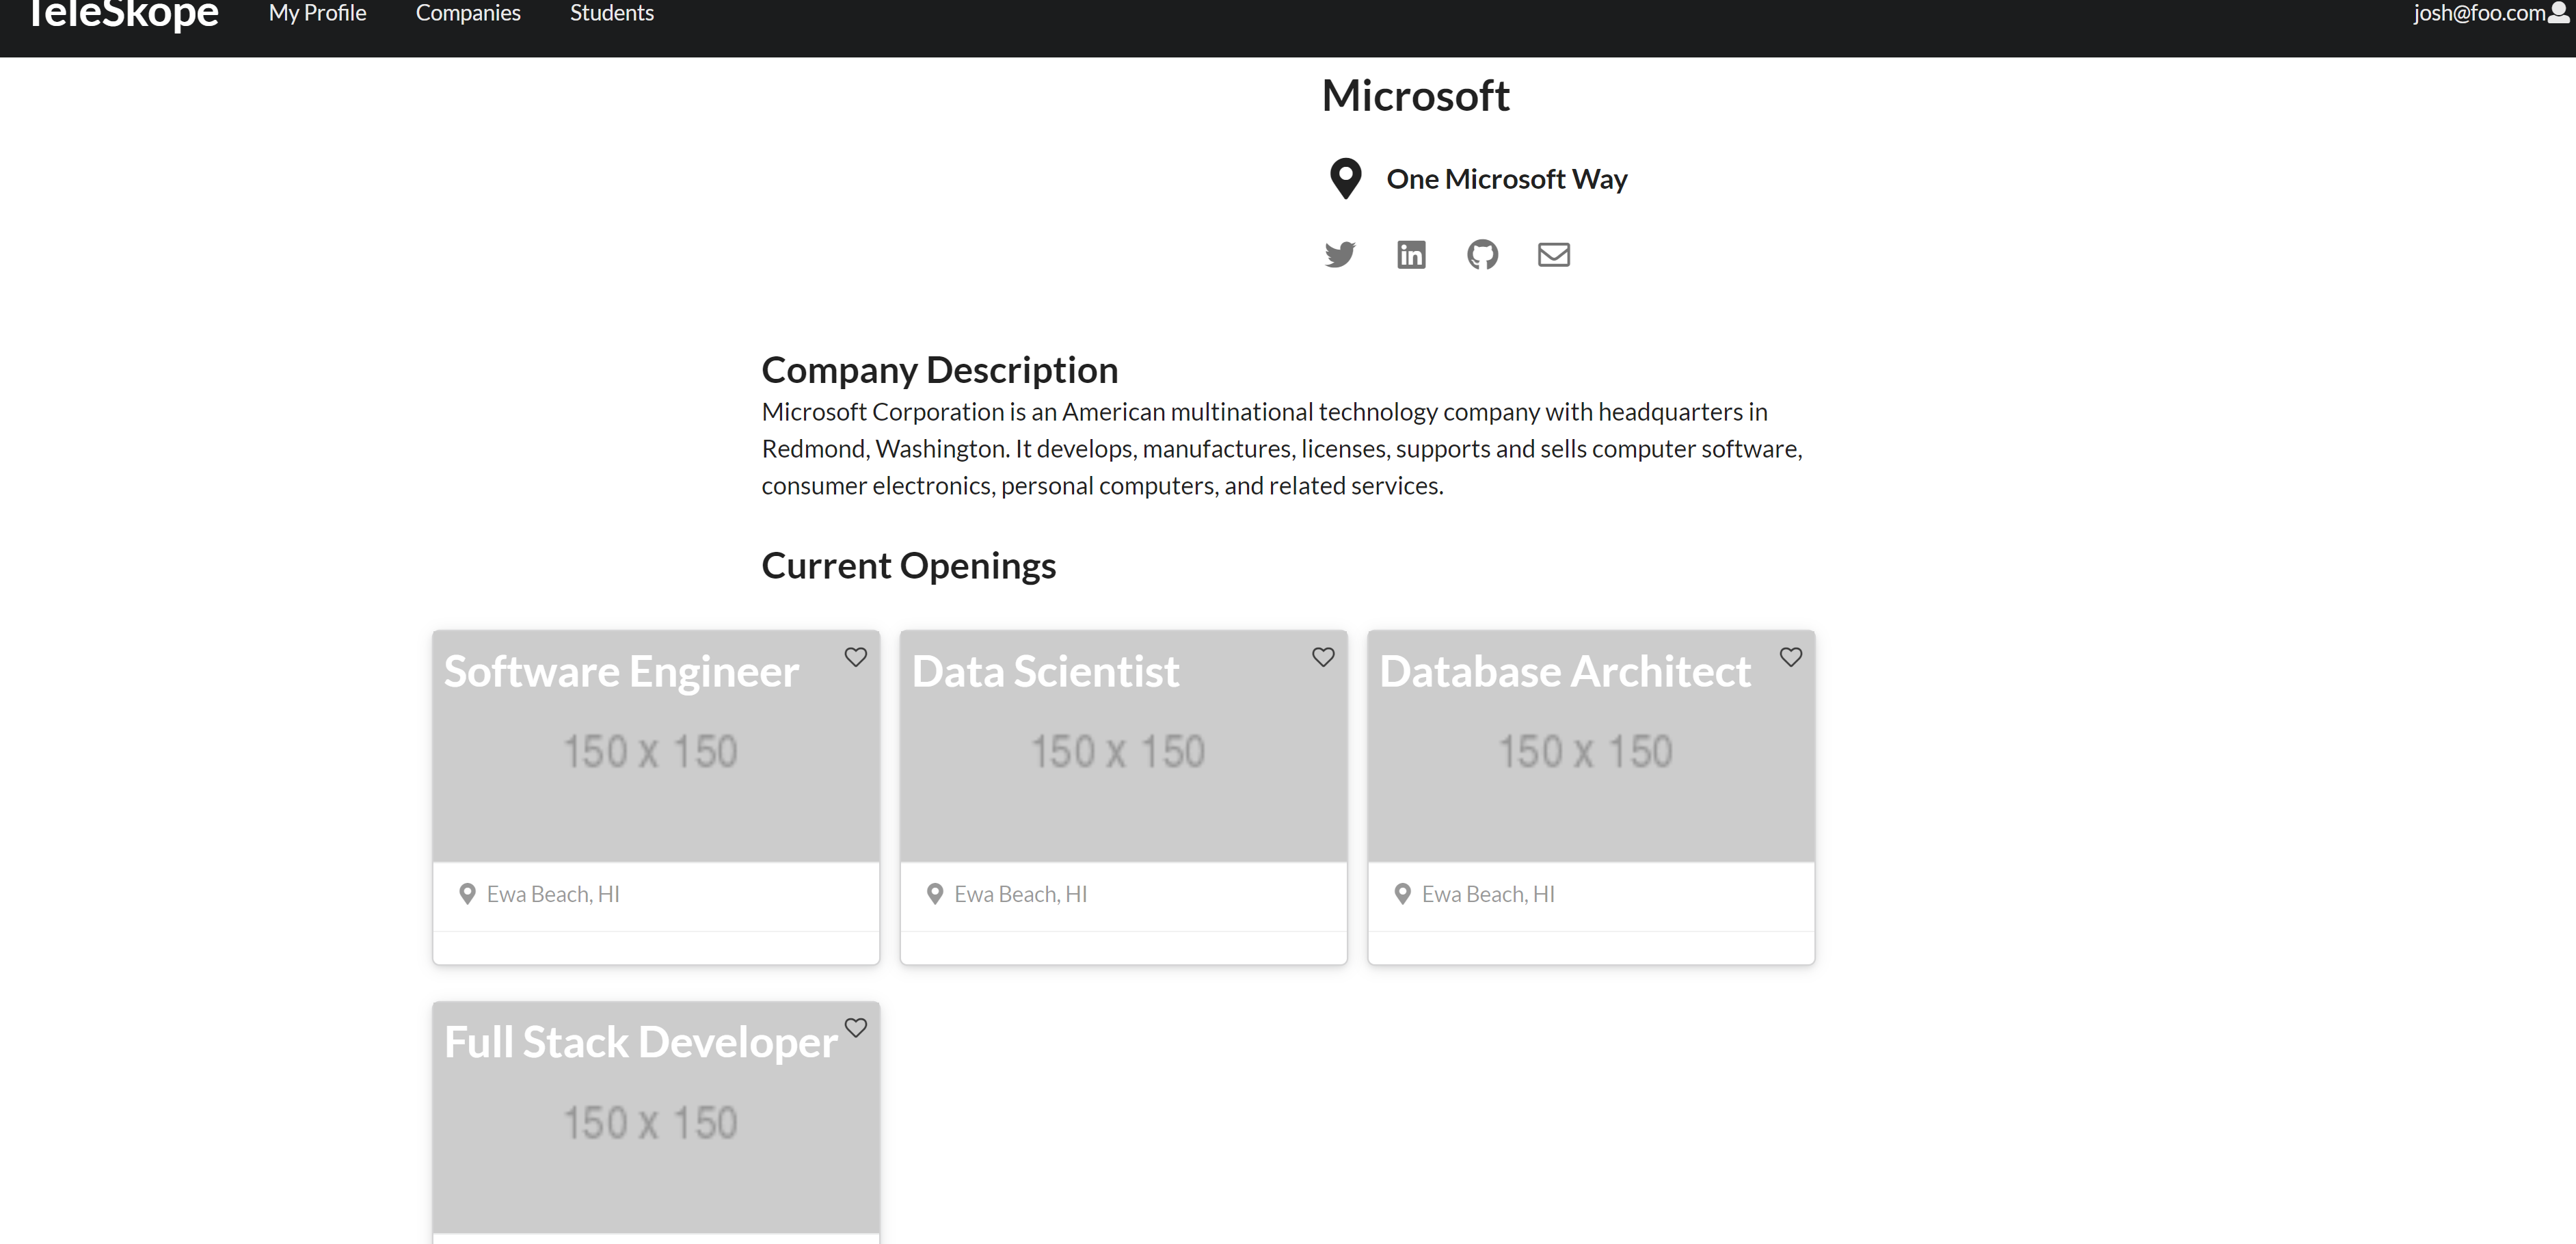 TeleSkope My Profile Companies Students josh@foo.com
Microsoft
One Microsoft Way
Company Description
Microsoft Corporation is an American multinational technology company with headquarters in
Redmond, Washington. It develops, manufactures, licenses, supports and sells computer software,
consumer electronics, personal computers, and related services.
Current Openings
Software Engineer
150 x 150
Ewa Beach, HI
Data Scientist
150 x 150
Ewa Beach, HI
Database Architect
150 x 150
Ewa Beach, HI
Full Stack Developer
150 x 150